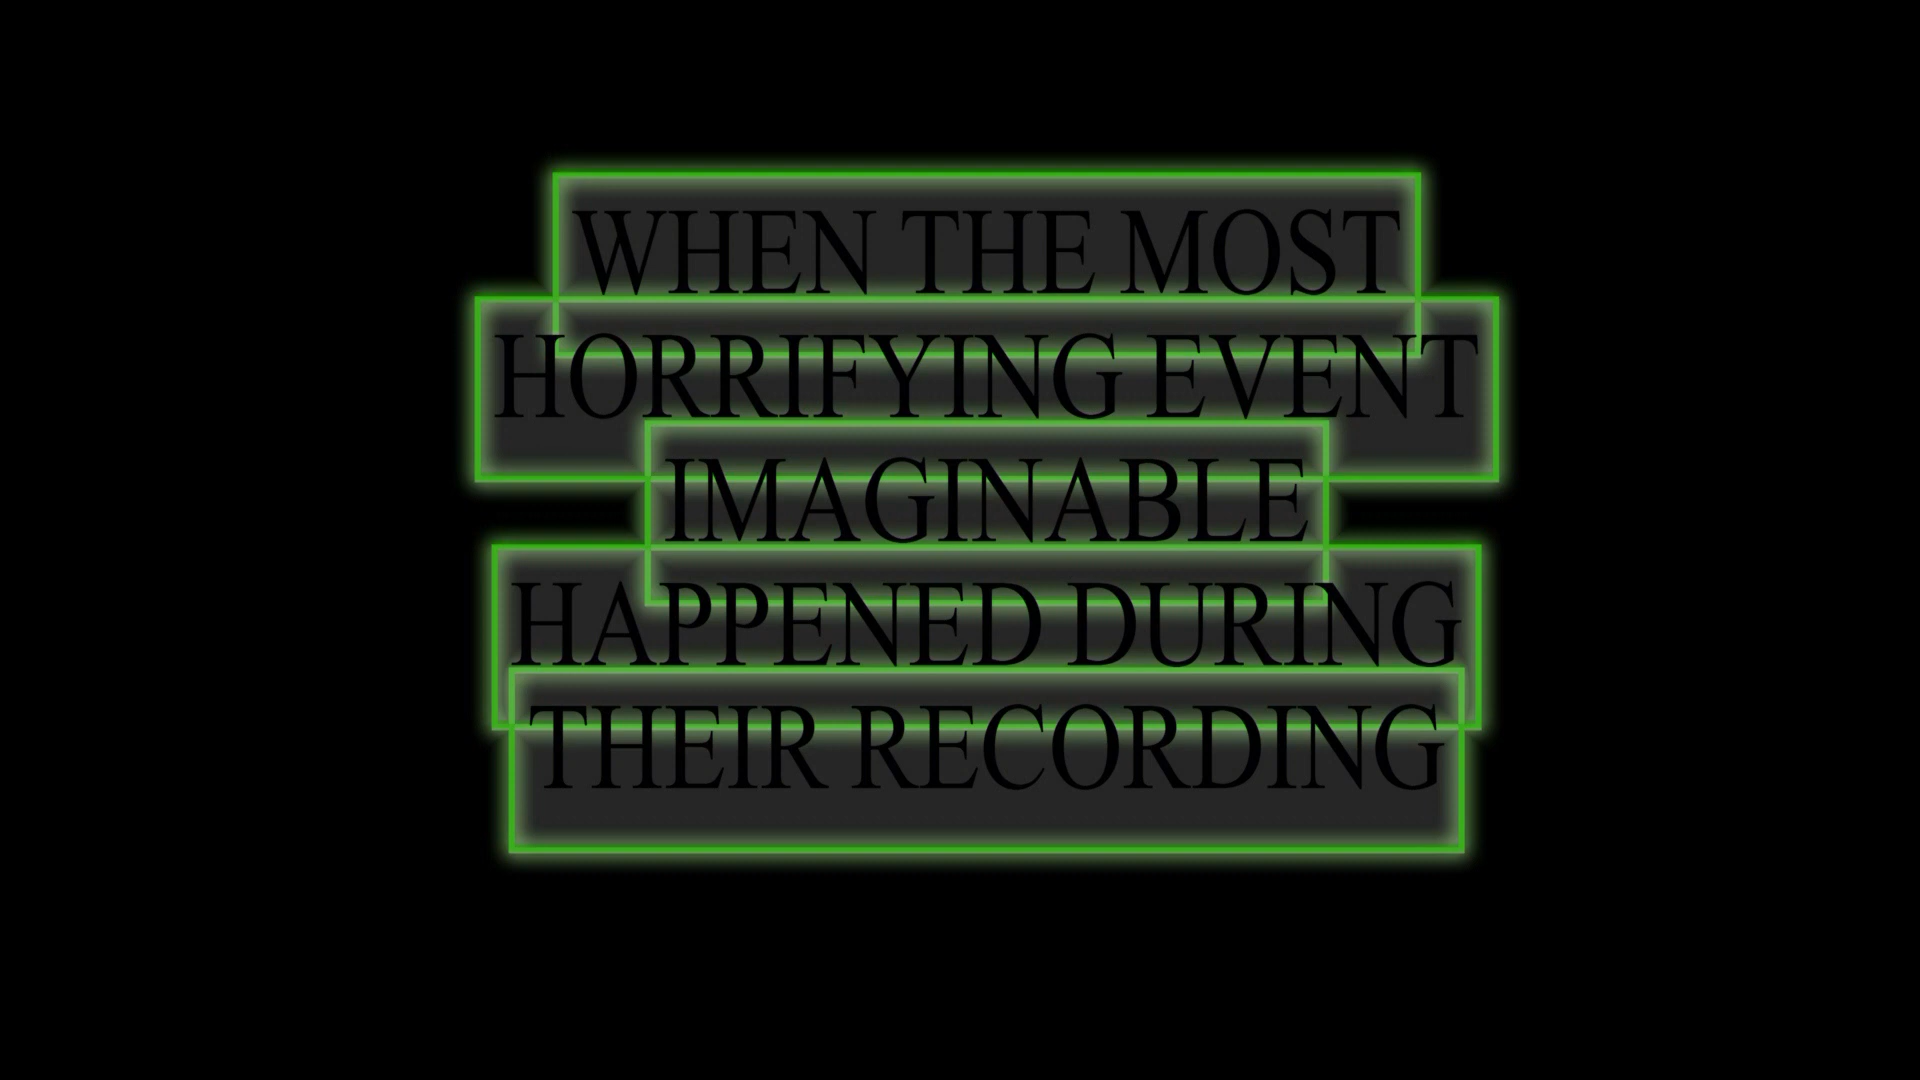 WHEN THE MOST
HORRIFYING EVENT
IMAGINABLE
HAPPENED DURING
THEIR RECORDING